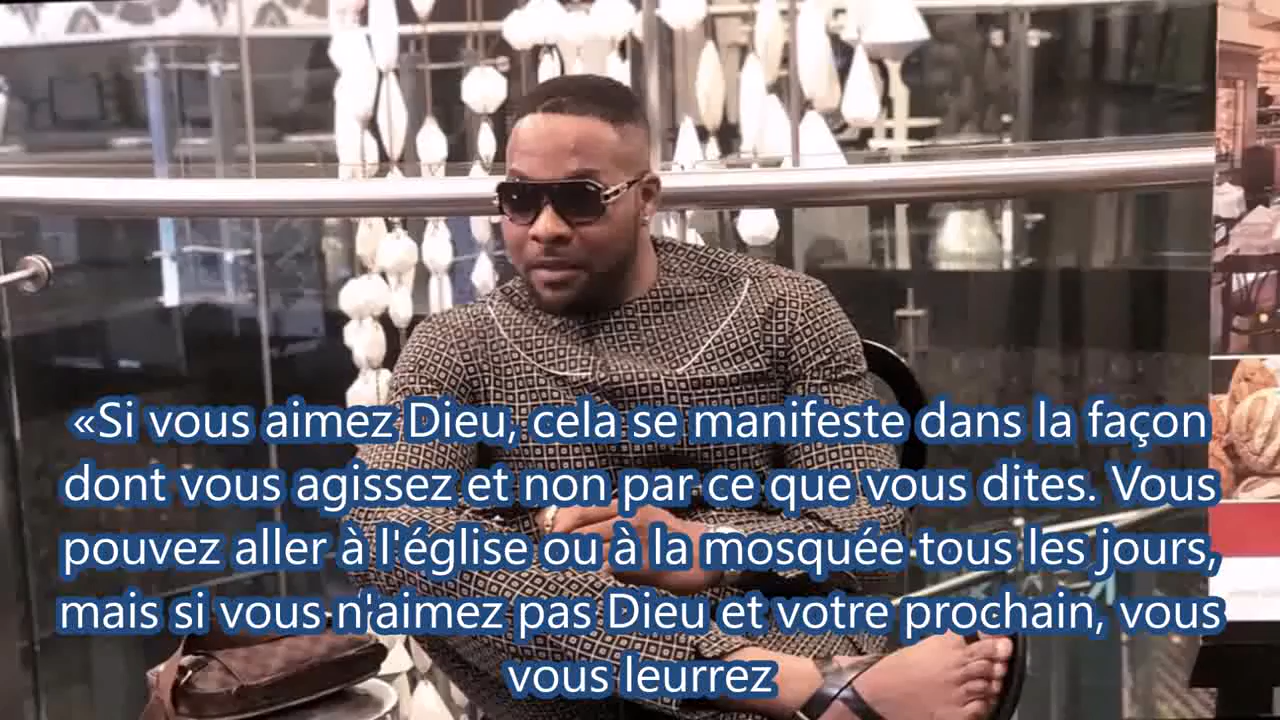 «Si vous aimez Dieu, cela se manifeste dans la façon
dont vous agissez et non par ce que vous dites. Vous
pouvez aller à l'église ou à la mosquée tous les jours,
mais si vous n'aimez pas Dieu et votre prochain, vous
vous leurrez